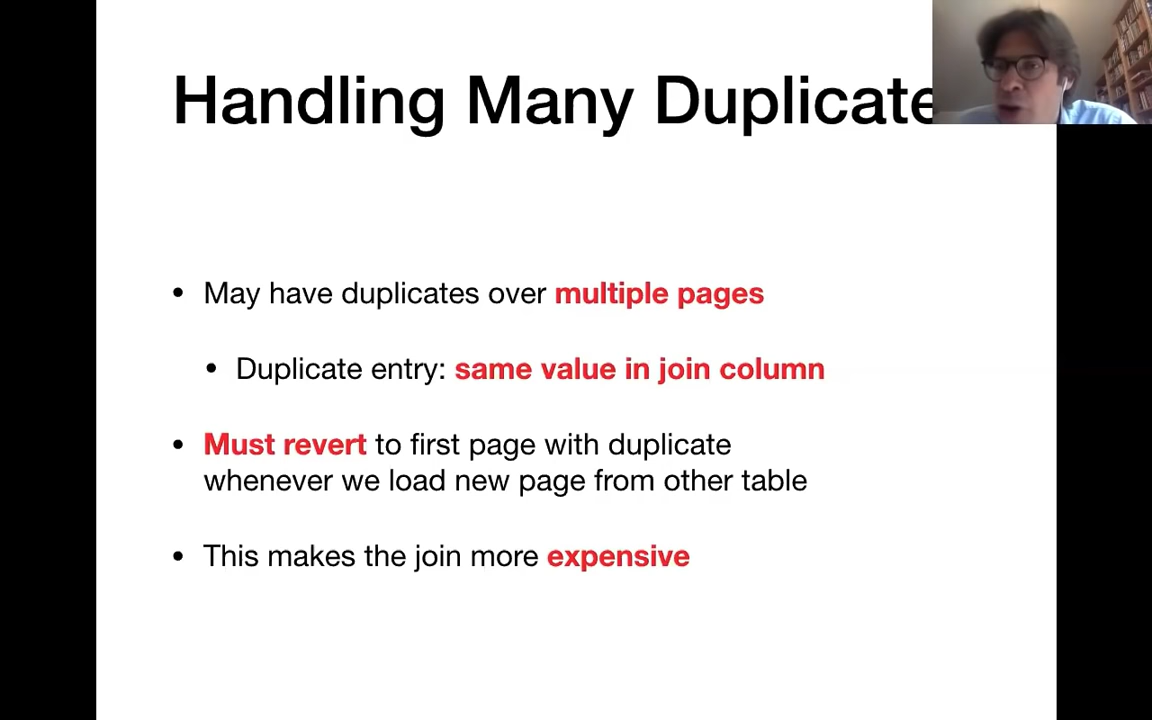 Handling Many Duplicate
• May have duplicates over multiple pages
• Duplicate entry: same value in join column
• Must revert to first page with duplicate
whenever we load new page from other table
• This makes the join more expensive